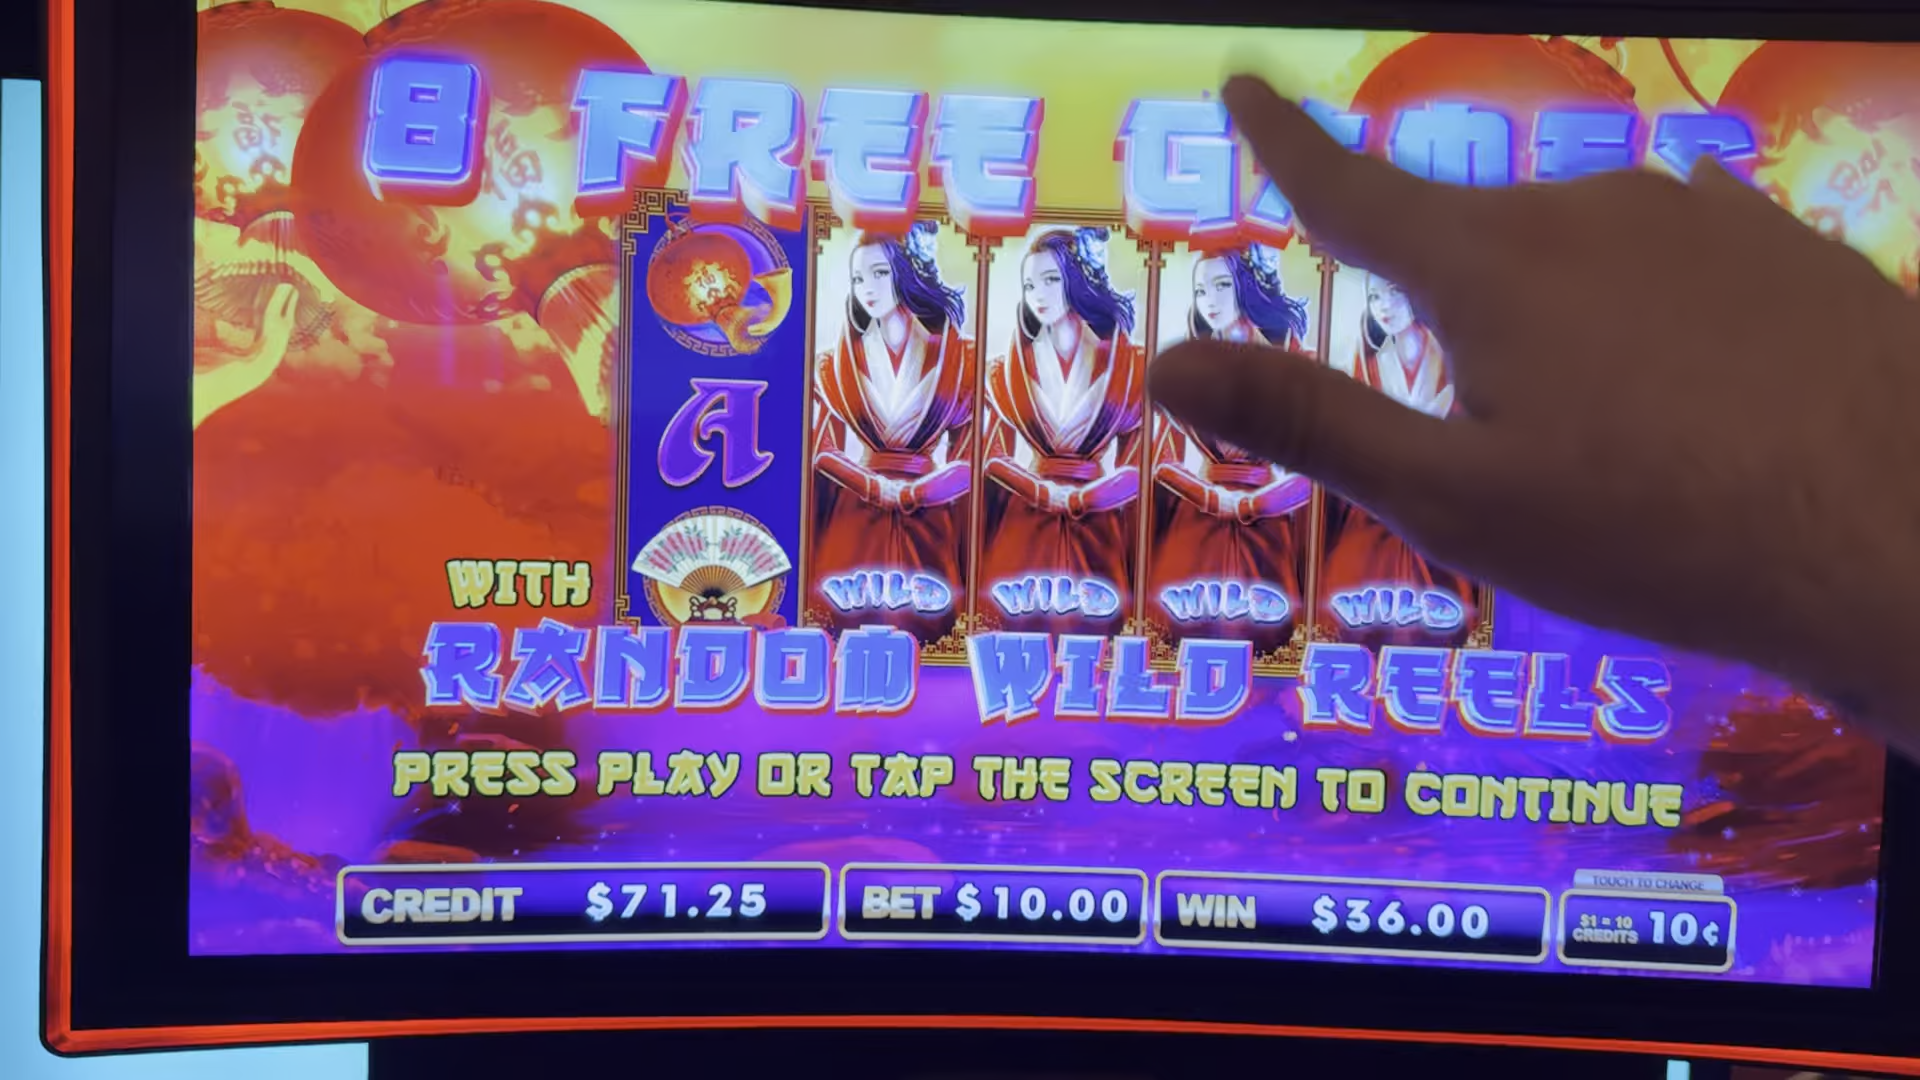 8 FREE GAMES
A
WILD WILD WILD WILD
WITH
RANDOM WILD REELS
PRESS PLAY OR TAP THE SCREEN TO CONTINUE
CREDIT $71.25 BET $10.00 WIN $36.00
TOUCH TO CHANGE
$1 = 10 CREDITS 10¢